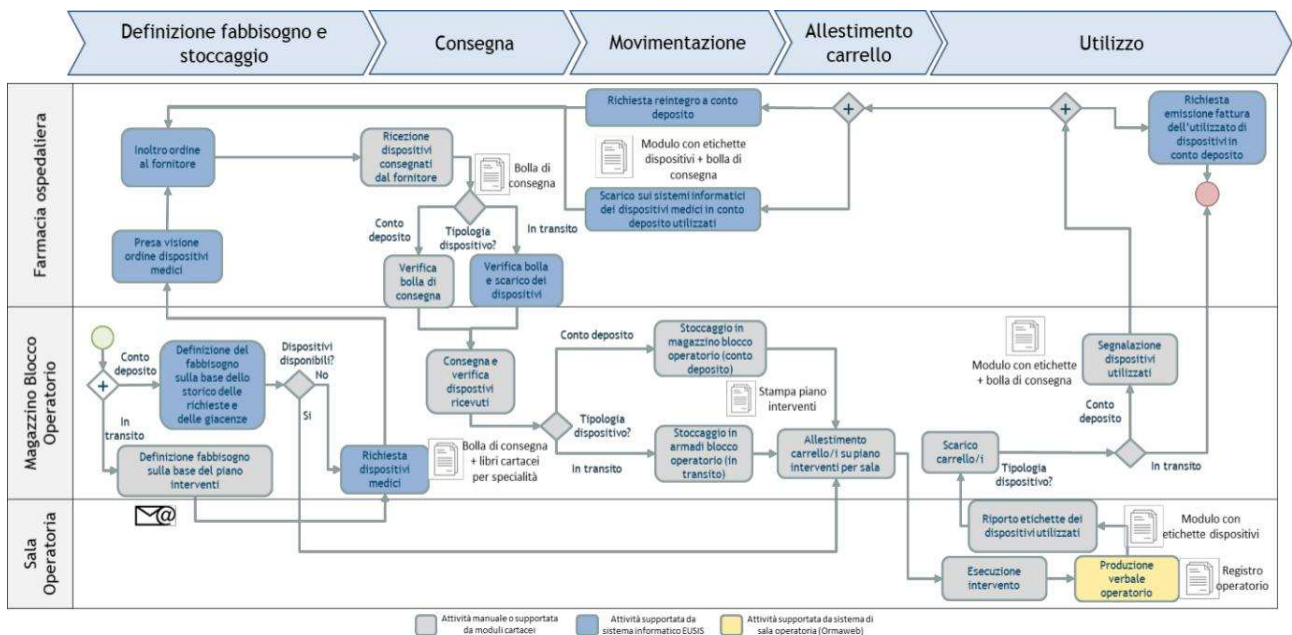 Definizione fabbisogno e
stoccaggio
Consegna
Movimentazione
Allestimento
carrello
Utilizzo
Farmacia ospedaliera
Inoltro ordine
al fornitore
Ricezione
dispositivi
consegnati
dal fornitore
Bolla di
consegna
Richiesta reintegro a conto
deposito
Modulo con etichette
dispositivi + bolla di
consegna
Scarico sui sistemi informatici
dei dispositivi medici in conto
deposito utilizzati
Richiesta
emissione fattura
dell'utilizzato di
dispositivi in
conto deposito
Presa visione
ordine dispositivi
medici
Conto
deposito
Tipologia
dispositivo?
In transito
Verifica
bolla di
consegna
Verifica bolla
e scarico dei
dispositivi
Magazzino Blocco
Operatorio
Conto
deposito
Definizione del
fabbisogno
sulla base dello
storico delle
richieste e
delle giacenze
Dispositivi
disponibili?
No
Si
In
transito
Definizione fabbisogno
sulla base del piano
interventi
Richiesta
dispositivi
medici
Consegna e
verifica
dispostivi
ricevuti
Bolla di consegna
+ libri cartacei
per specialità
Conto deposito
Tipologia
dispositivo?
In transito
Stoccaggio in
magazzino blocco
operatorio (conto
deposito)
Stampa piano
interventi
Stoccaggio in
armadi blocco
operatorio (in
transito)
Allestimento
carrello/i su piano
interventi per sala
Modulo con etichette
+ bolla di consegna
Segnalazione
dispositivi
utilizzati
Conto
deposito
Scarico
carrello/i
Tipologia
dispositivo?
In transito
Sala
Operatoria
@
Riporto etichette dei
dispositivi utilizzati
Modulo con
etichette dispositivi
Esecuzione
intervento
Produzione
verbale
operatorio
Registro
operatorio
Attività manuale o supportata
da moduli cartacei
Attività supportata da
sistema informatico EUSIS
Attività supportata da sistema di
sala operatoria (Ormaweb)